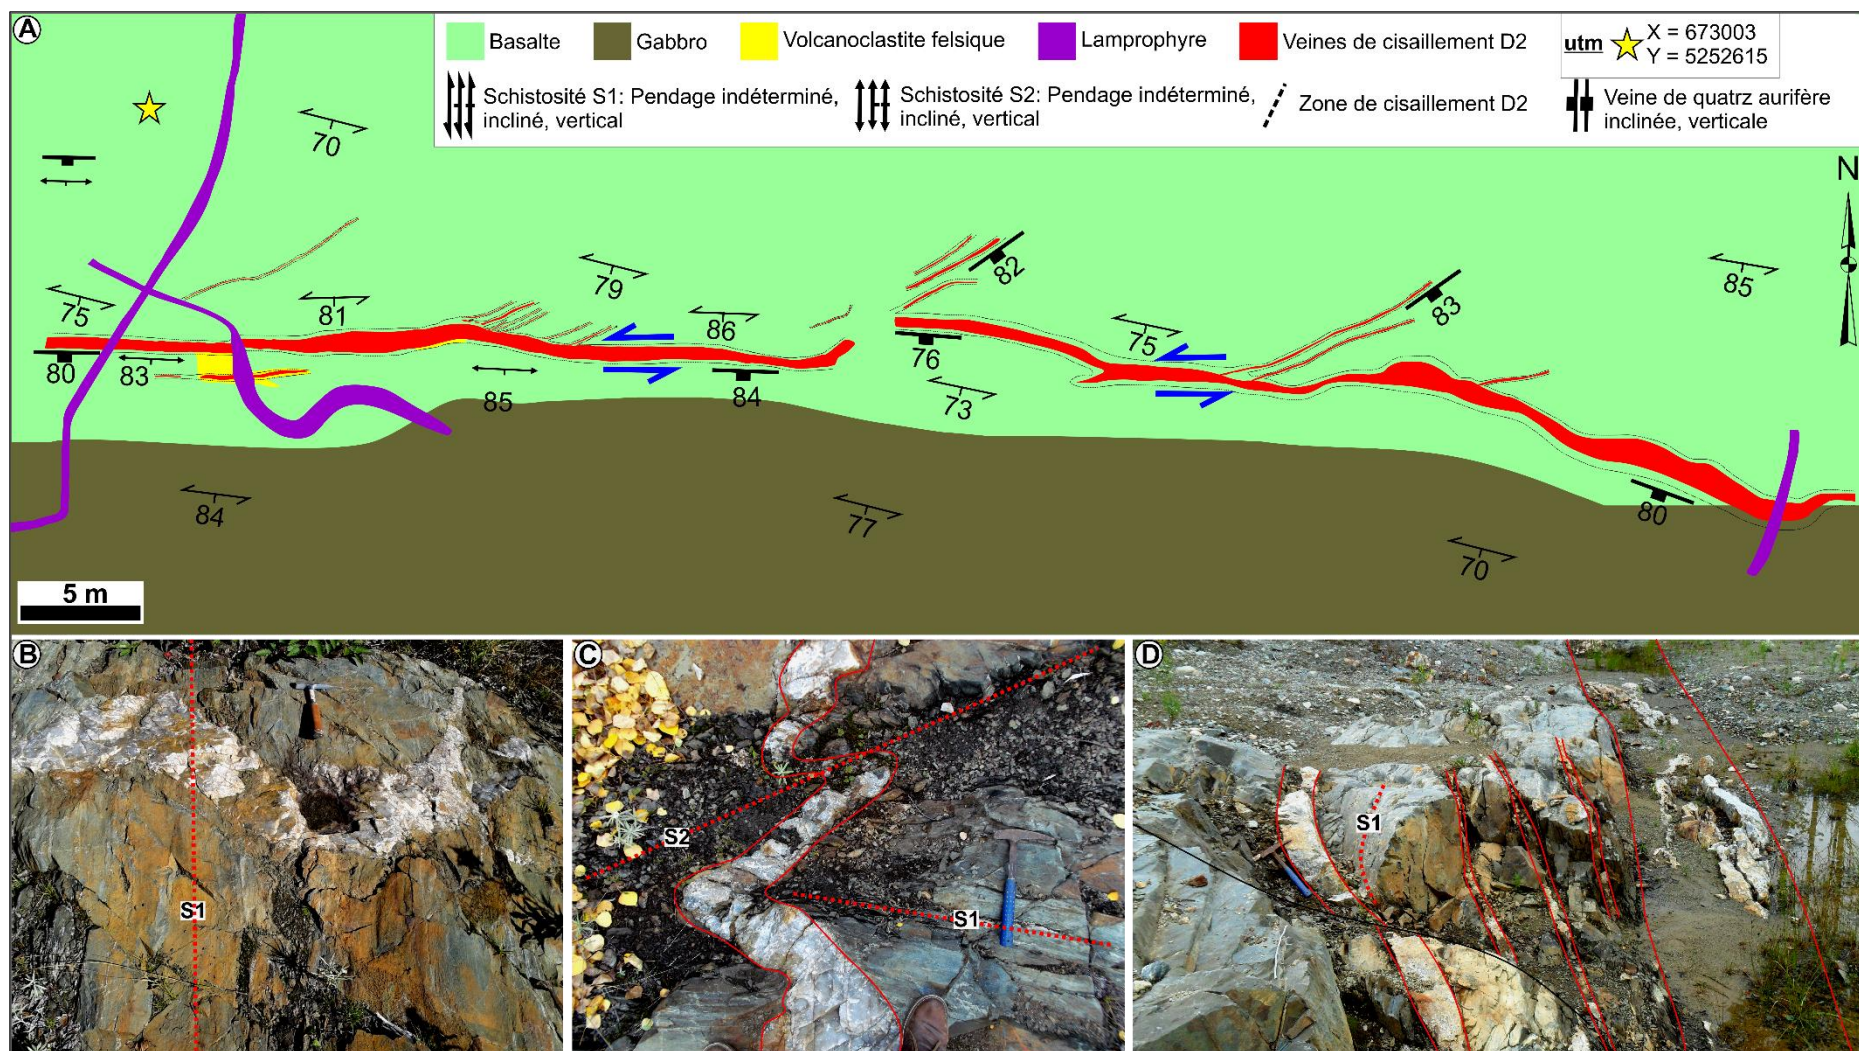 A
Basalte
Gabbro
Volcanoclastite felsique
Lamprophyre
Veines de cisaillement D2
utm
X = 673003
Y = 5252615
Schistosité S1: Pendage indéterminé,
incliné, vertical
Schistosité S2: Pendage indéterminé,
incliné, vertical
Zone de cisaillement D2
Veine de quatrz aurifère
inclinée, verticale
N
70
79
82
83
85
75
81
86
75
76
80
83
85
84
73
84
77
80
70
5 m
B
S1
C
S2
S1
D
S1